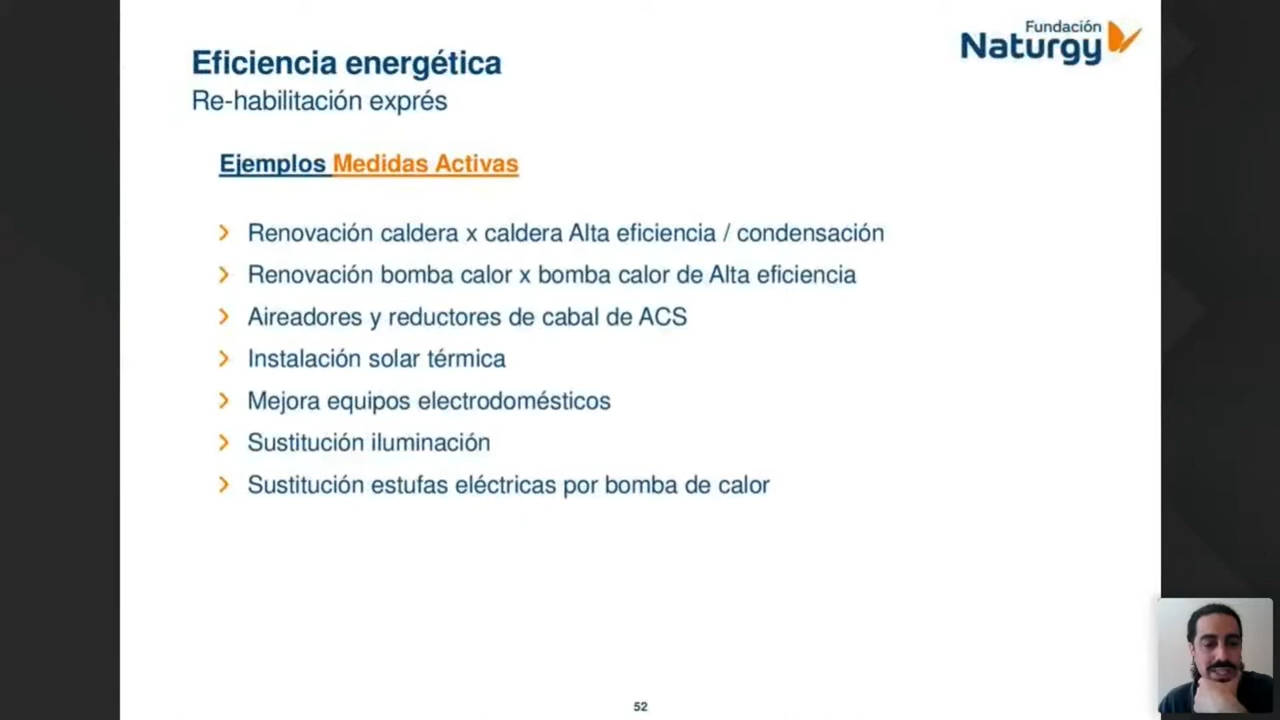 Fundación
Naturgy
Eficiencia energética
Re-habilitación exprés
Ejemplos Medidas Activas
Renovación caldera x caldera Alta eficiencia / condensación
Renovación bomba calor x bomba calor de Alta eficiencia
Aireadores y reductores de cabal de ACS
Instalación solar térmica
Mejora equipos electrodomésticos
Sustitución iluminación
Sustitución estufas eléctricas por bomba de calor
52